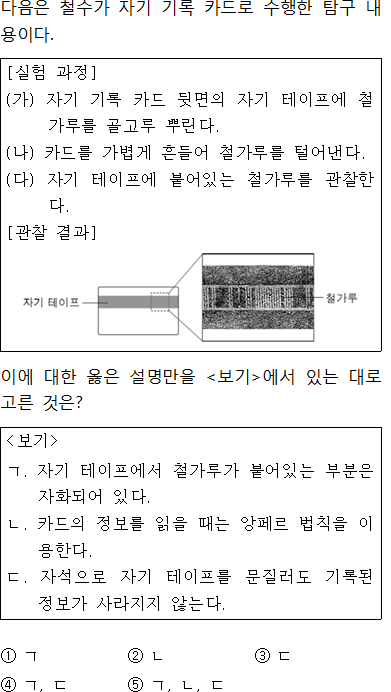 다음은 철수가 자기 기록 카드로 수행한 탐구 내
용이다.
[실험 과정]
(가) 자기 기록 카드 뒷면의 자기 테이프에 철
가루를 골고루 뿌린다.
(나) 카드를 가볍게 흔들어 철가루를 털어낸다.
(다) 자기 테이프에 붙어있는 철가루를 관찰한
다.
[관찰 결과]
자기 테이프
철가루
이에 대한 옳은 설명만을 <보기>에서 있는 대로
고른 것은?
<보기>
ㄱ. 자기 테이프에서 철가루가 붙어있는 부분은
자화되어 있다.
ㄴ. 카드의 정보를 읽을 때는 앙페르 법칙을 이
용한다.
ㄷ. 자석으로 자기 테이프를 문질러도 기록된
정보가 사라지지 않는다.
① ㄱ ② ㄴ ③ ㄷ
④ ㄱ, ㄷ ⑤ ㄱ, ㄴ, ㄷ